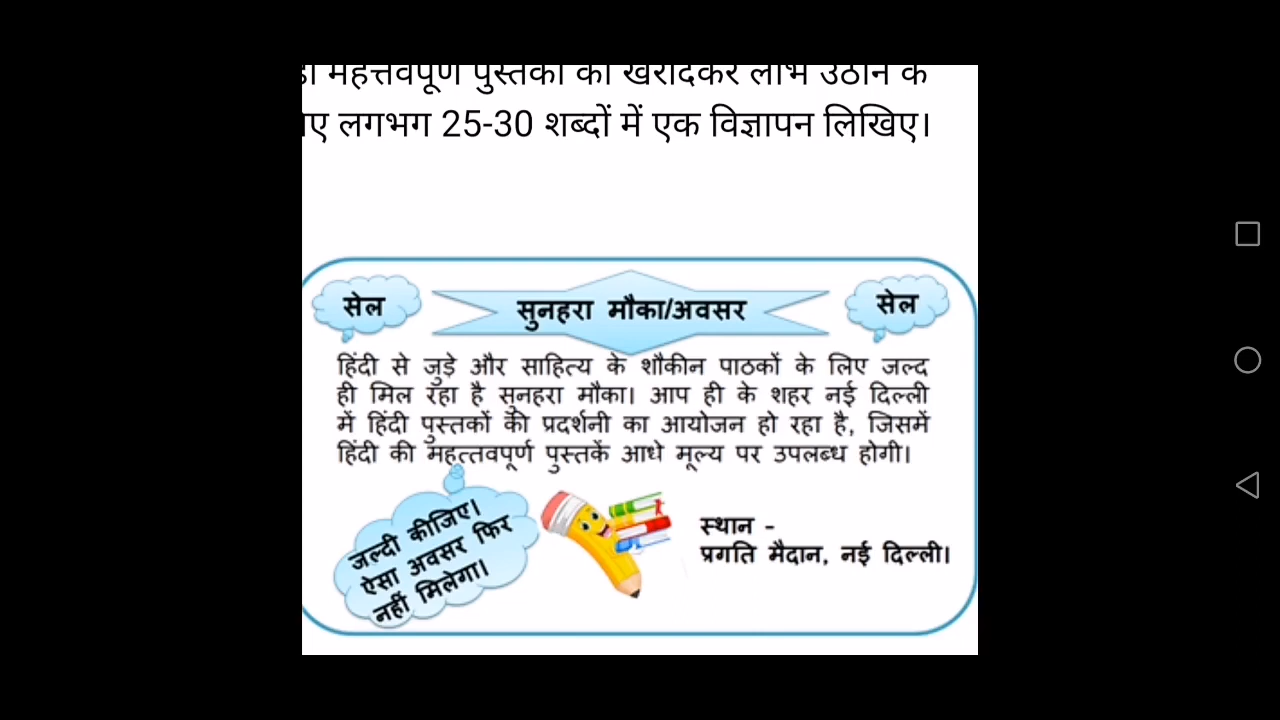 महत्तवपूर्ण पुस्तकों को खरीदकर लाभ उठाने के
लगभग 25-30 शब्दों में एक विज्ञापन लिखिए।
सेल
सुनहरा मौका/अवसर
सेल
हिंदी से जुड़े और साहित्य के शौकीन पाठकों के लिए जल्द
ही मिल रहा है सुनहरा मौका। आप ही के शहर नई दिल्ली
में हिंदी पुस्तकों की प्रदर्शनी का आयोजन हो रहा है, जिसमें
हिंदी की महत्तवपूर्ण पुस्तकें आधे मूल्य पर उपलब्ध होगी।
जल्दी कीजिए।
ऐसा अवसर फिर
नहीं मिलेगा।
स्थान -
प्रगति मैदान, नई दिल्ली।